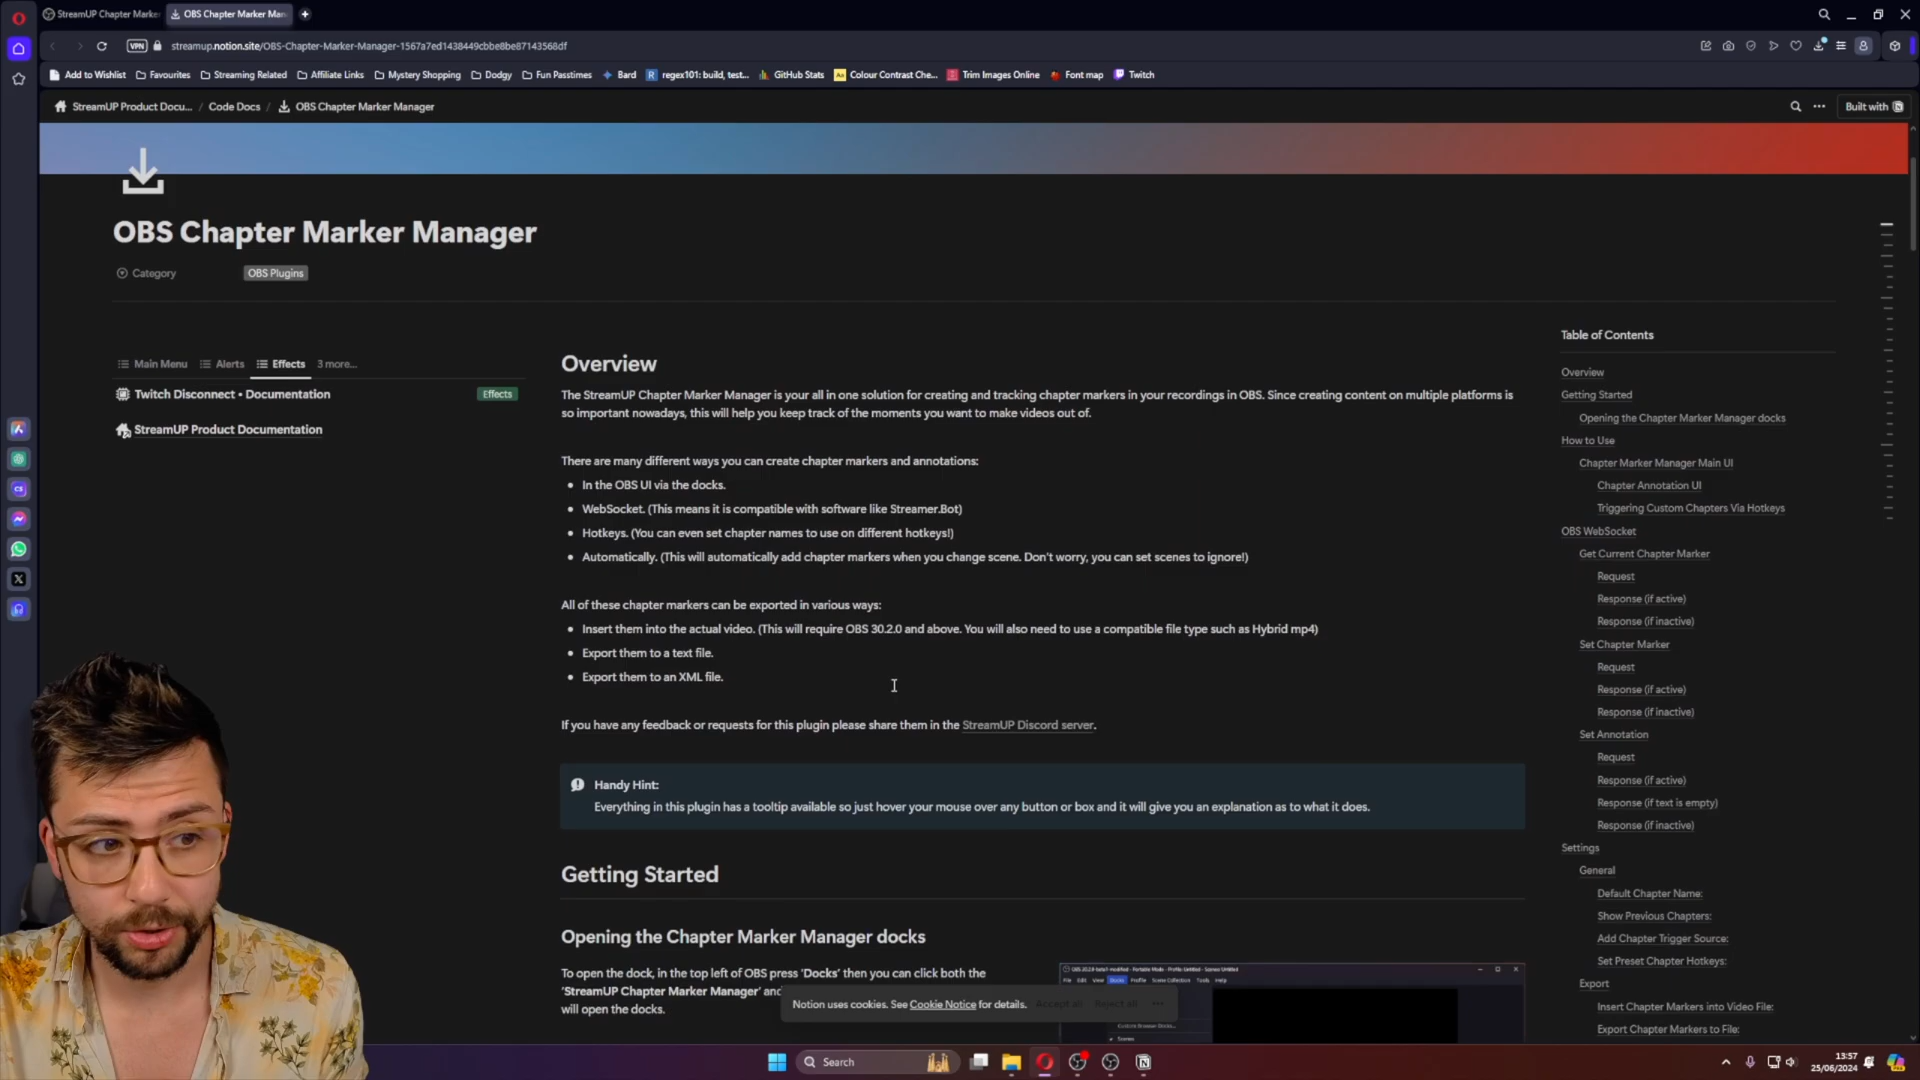 StreamUP Chapter Marker
OBS Chapter Marker Man
VPN
streamup.notion.site/OBS-Chapter-Marker-Manager-1567a7ed1438449cbbe8be87143568df
Add to Wishlist
Favourites
Streaming Related
Affiliate Links
Mystery Shopping
Dodgy
Fun Pasttimes
Bard
regex101: build, test...
GitHub Stats
Colour Contrast Che...
Trim Images Online
Font map
Twitch
StreamUP Product Docu... / Code Docs / OBS Chapter Marker Manager
Built with
OBS Chapter Marker Manager
Category
OBS Plugins
Main Menu
Alerts
Effects
3 more...
Twitch Disconnect • Documentation
Effects
StreamUP Product Documentation
Overview
The StreamUP Chapter Marker Manager is your all in one solution for creating and tracking chapter markers in your recordings in OBS. Since creating content on multiple platforms is
so important nowadays, this will help you keep track of the moments you want to make videos out of.
There are many different ways you can create chapter markers and annotations:
• In the OBS UI via the docks.
• WebSocket. (This means it is compatible with software like Streamer.Bot)
• Hotkeys. (You can even set chapter names to use on different hotkeys!)
• Automatically. (This will automatically add chapter markers when you change scene. Don't worry, you can set scenes to ignore!)
All of these chapter markers can be exported in various ways:
• Insert them into the actual video. (This will require OBS 30.2.0 and above. You will also need to use a compatible file type such as Hybrid mp4)
• Export them to a text file.
• Export them to an XML file.
If you have any feedback or requests for this plugin please share them in the StreamUP Discord server.
Handy Hint:
Everything in this plugin has a tooltip available so just hover your mouse over any button or box and it will give you an explanation as to what it does.
Getting Started
Opening the Chapter Marker Manager docks
To open the dock, in the top left of OBS press 'Docks' then you can click both the
'StreamUP Chapter Marker Manager' and
will open the docks.
Notion uses cookies. See Cookie Notice for details.
Accept all
Reject all
File Edit View Docks Profile Scene Collection Tools Help
Custom Browser Docks...
Scenes
Table of Contents
Overview
Getting Started
Opening the Chapter Marker Manager docks
How to Use
Chapter Marker Manager Main UI
Chapter Annotation UI
Triggering Custom Chapters Via Hotkeys
OBS WebSocket
Get Current Chapter Marker
Request
Response (if active)
Response (if inactive)
Set Chapter Marker
Request
Response (if active)
Response (if inactive)
Set Annotation
Request
Response (if active)
Response (if text is empty)
Response (if inactive)
Settings
General
Default Chapter Name:
Show Previous Chapters:
Add Chapter Trigger Source:
Set Preset Chapter Hotkeys:
Export
Insert Chapter Markers into Video File:
Export Chapter Markers to File:
Search
13:57
25/06/2024